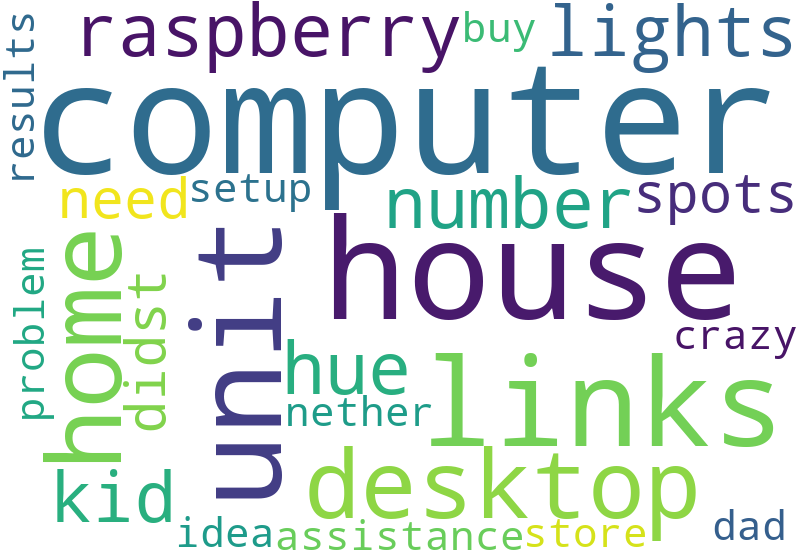 raspberry
buy
lights
results
computer
need
setup
number
spots
house
home
unit
problem
didst
crazy
hue
links
nether
desktop
kid
idea
assistance
store
dad